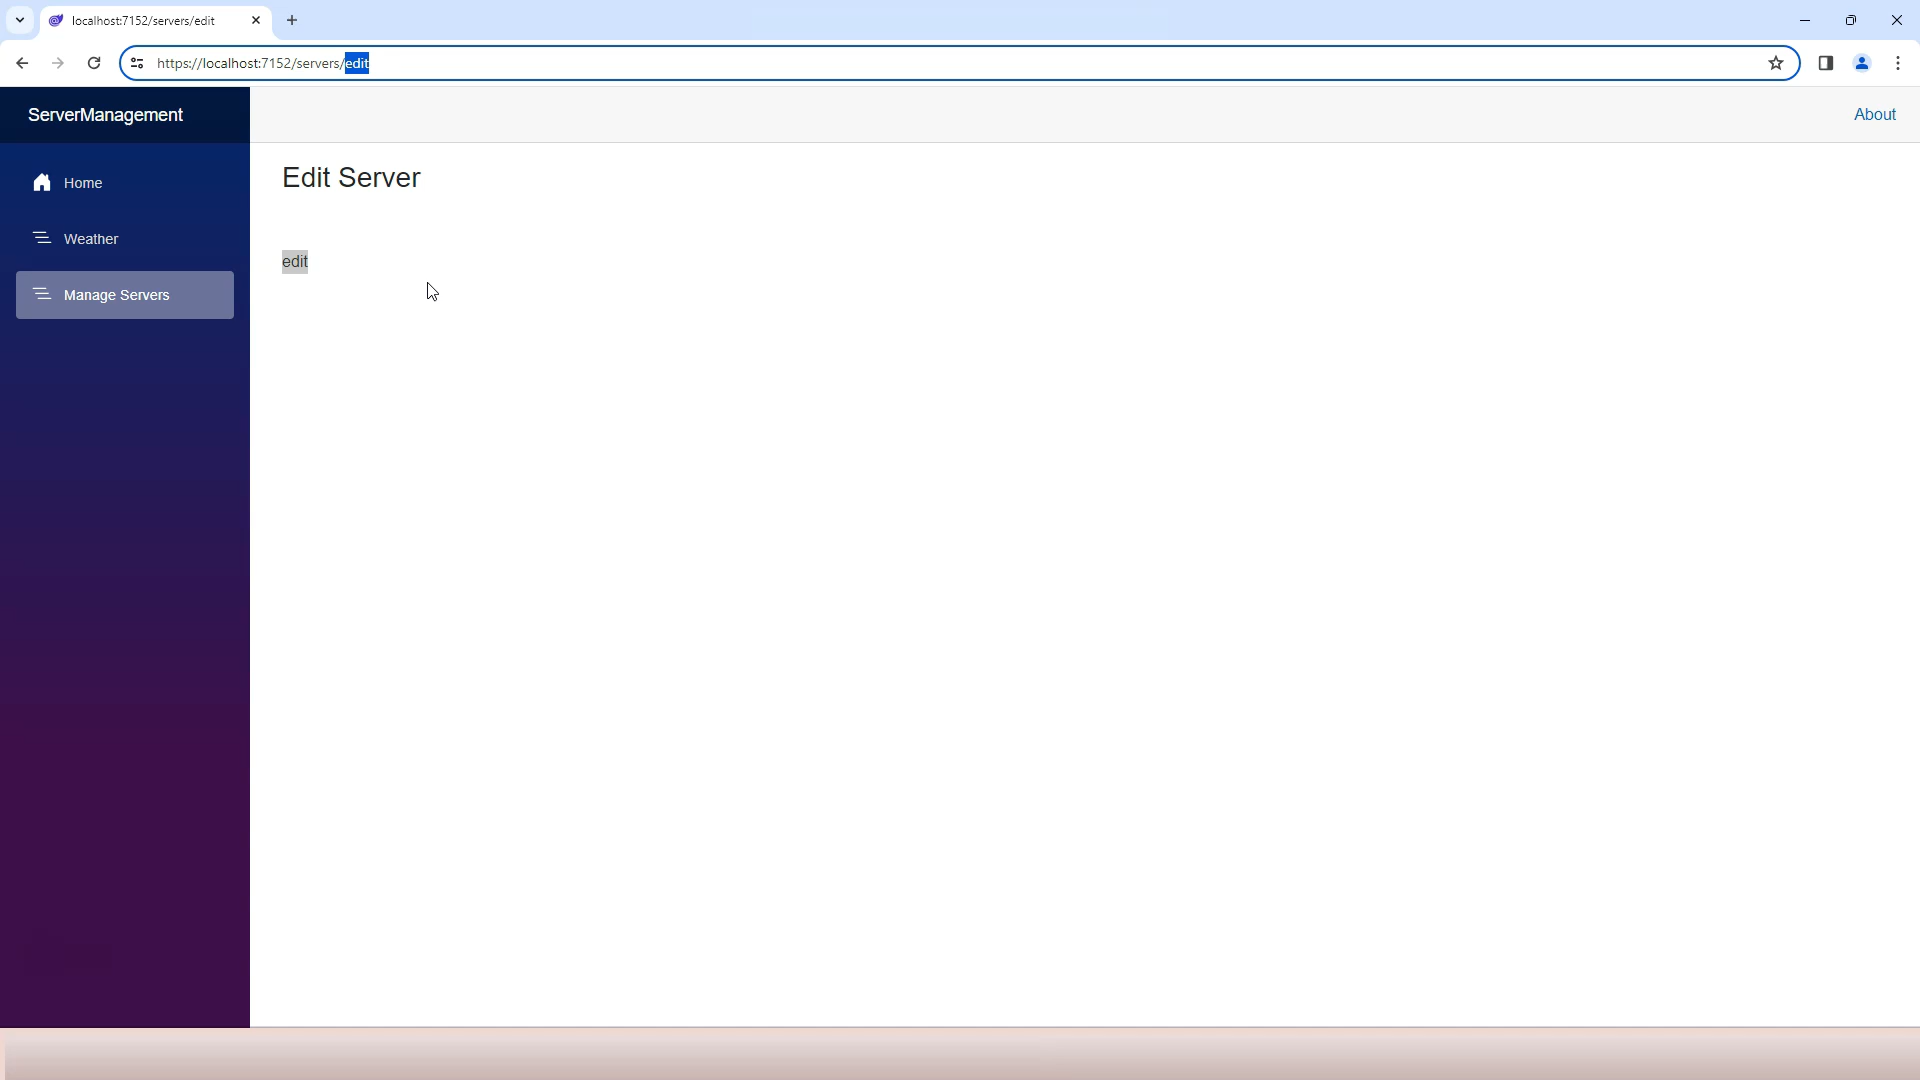 localhost:7152/servers/edit
https://localhost:7152/servers/edit
ServerManagement
About
Home
Edit Server
Weather
edit
Manage Servers